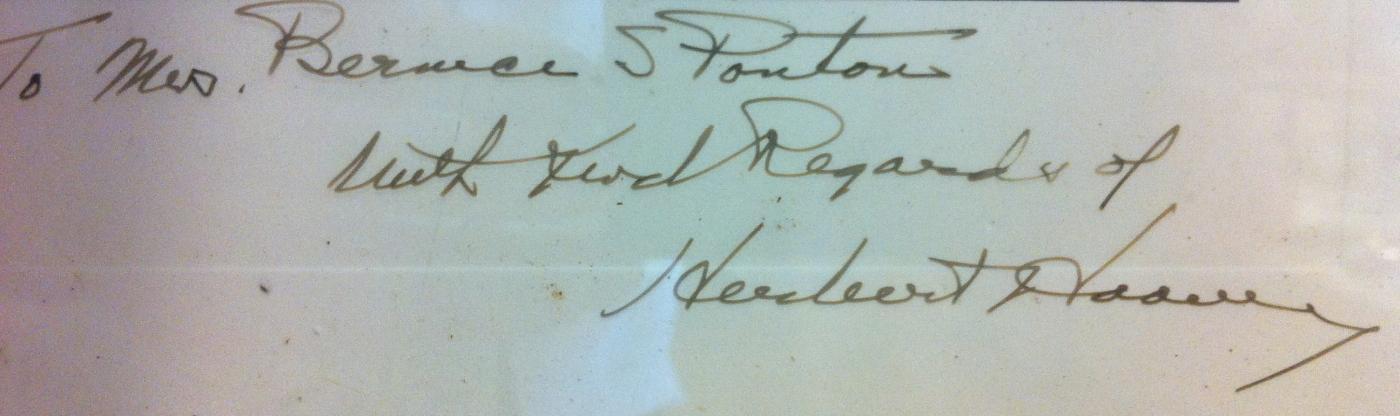 To Mrs. Bernice S Ponton
With Kind Regards of
Herbert Hoover